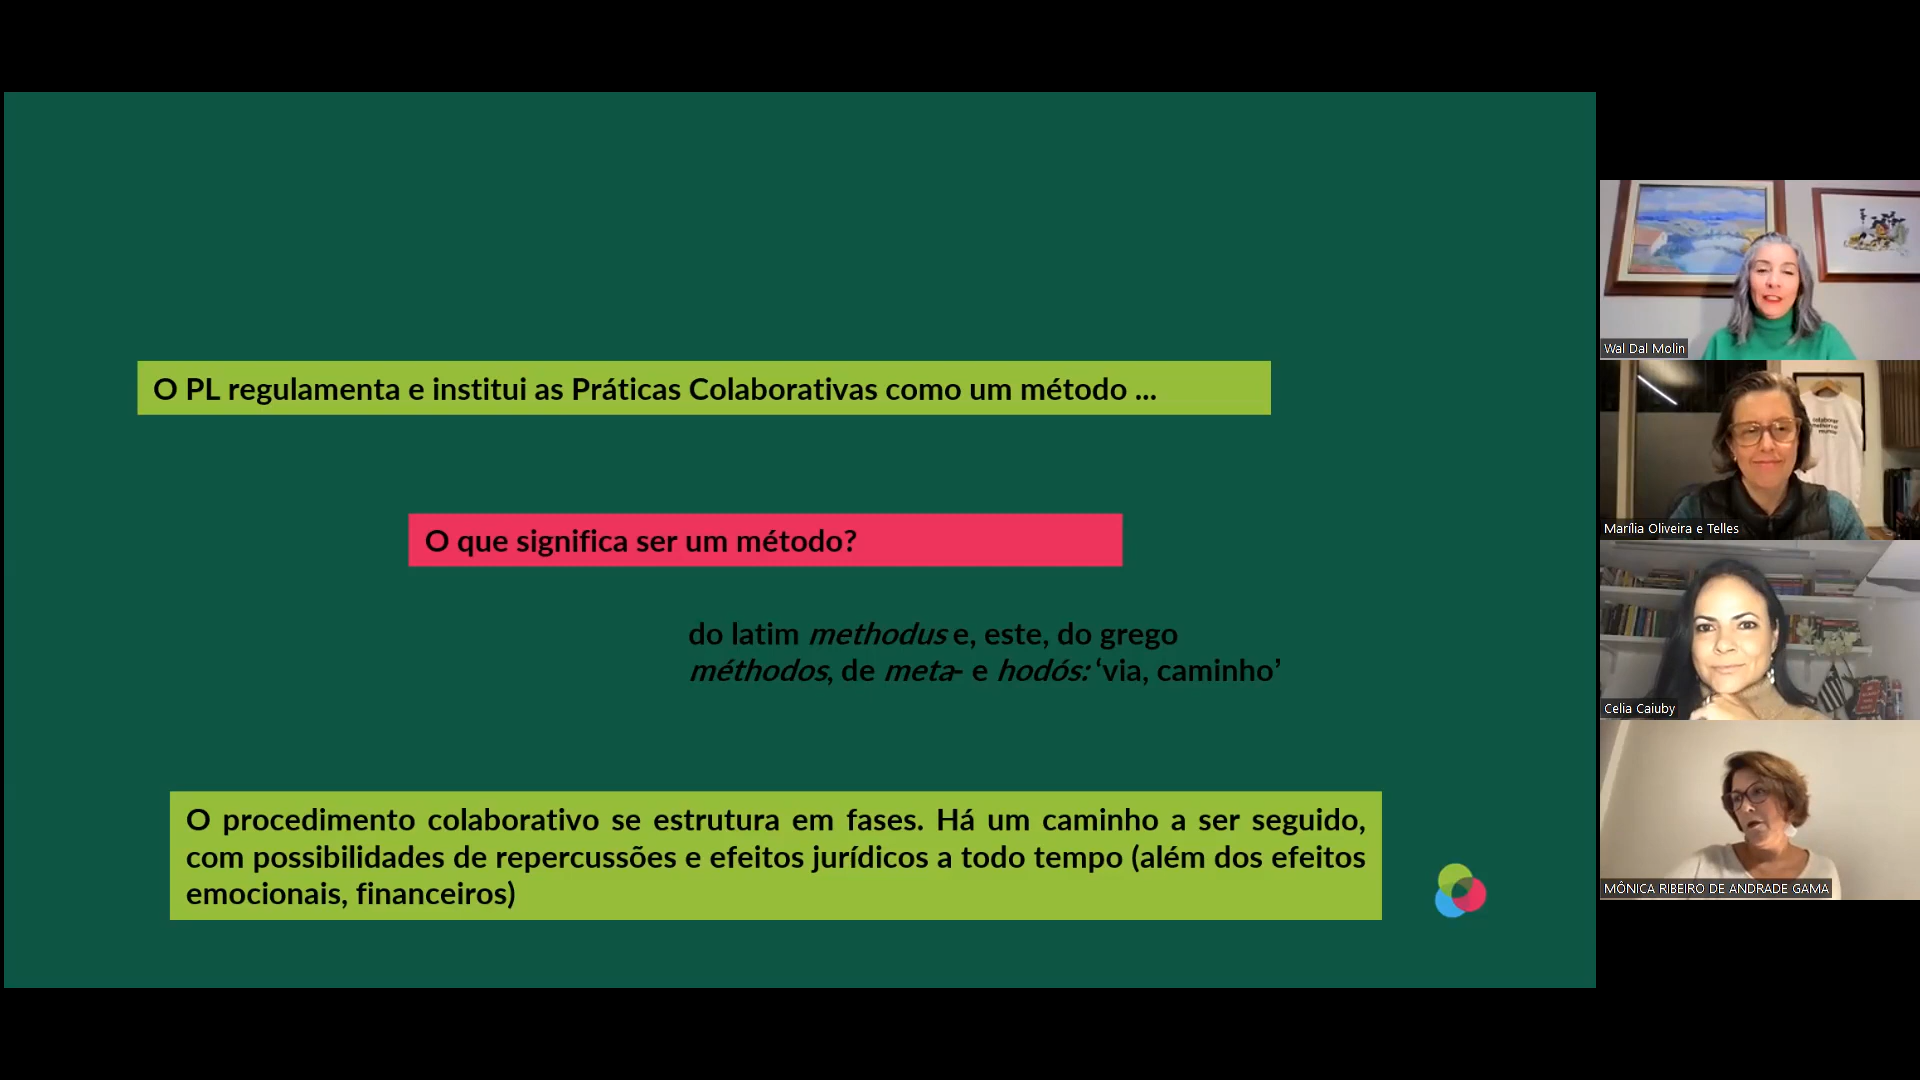 O PL regulamenta e institui as Práticas Colaborativas como um método ...
O que significa ser um método?
do latim methodus e, este, do grego
méthodos, de meta- e hodós: ‘via, caminho’
O procedimento colaborativo se estrutura em fases. Há um caminho a ser seguido,
com possibilidades de repercussões e efeitos jurídicos a todo tempo (além dos efeitos
emocionais, financeiros)
Wal Dal Molin
colaborar
melhora o
mundo
Marília Oliveira e Telles
Celia Caiuby
MÔNICA RIBEIRO DE ANDRADE GAMA